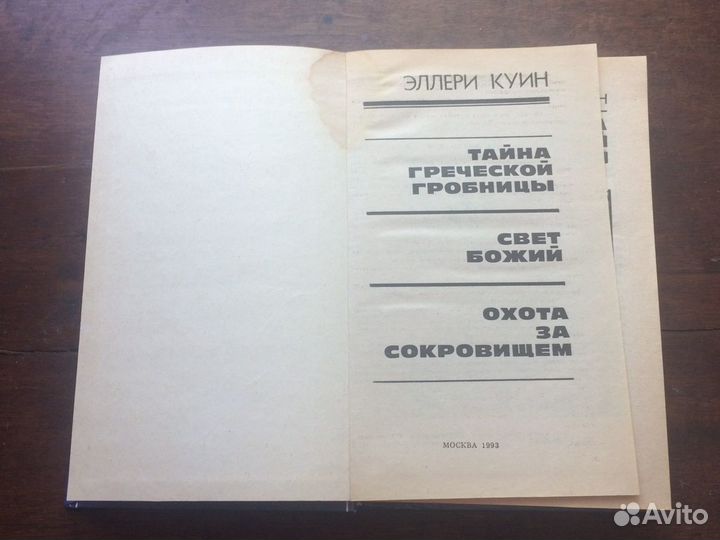 ЭЛЛЕРИ КУИН
ТАЙНА
ГРЕЧЕСКОЙ
ГРОБНИЦЫ
СВЕТ
БОЖИЙ
ОХОТА
ЗА
СОКРОВИЩЕМ
МОСКВА 1993
Avito